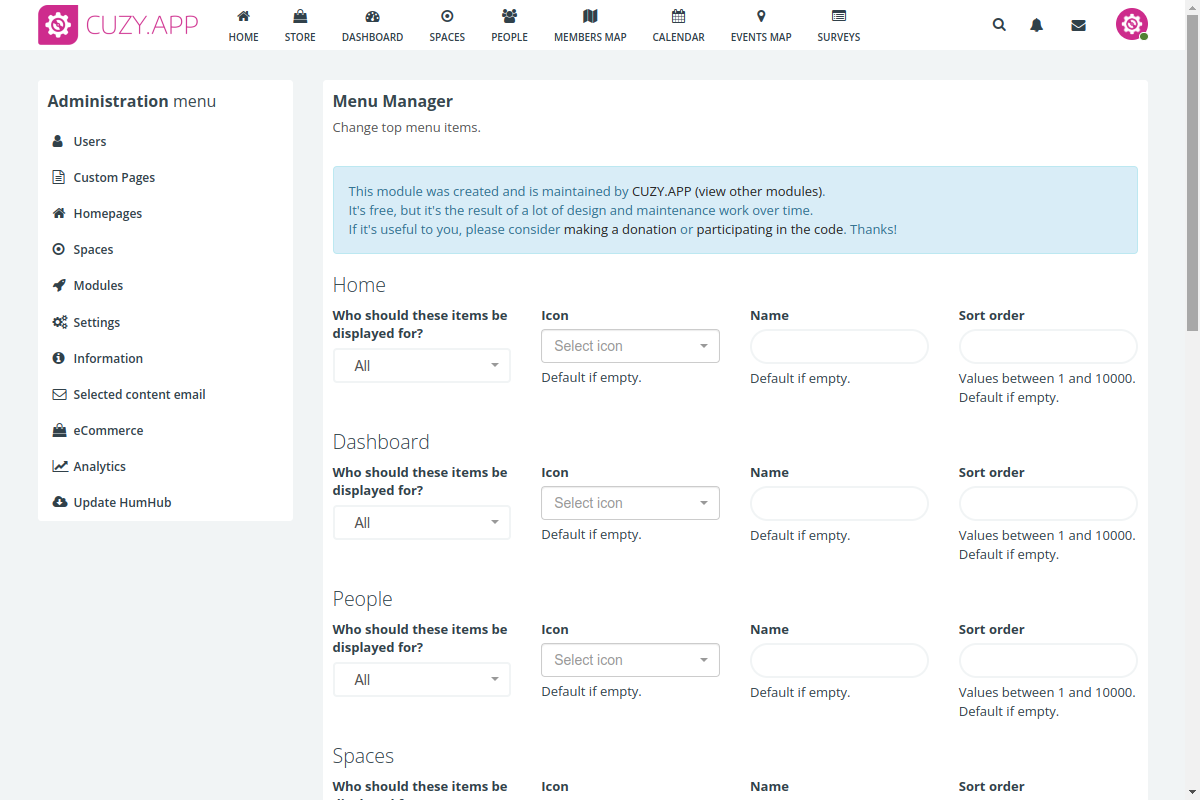 CUZY.APP
HOME
STORE
DASHBOARD
SPACES
PEOPLE
MEMBERS MAP
CALENDAR
EVENTS MAP
SURVEYS
Administration menu
Users
Custom Pages
Homepages
Spaces
Modules
Settings
Information
Selected content email
eCommerce
Analytics
Update HumHub
Menu Manager
Change top menu items.
This module was created and is maintained by CUZY.APP (view other modules).
It's free, but it's the result of a lot of design and maintenance work over time.
If it's useful to you, please consider making a donation or participating in the code. Thanks!
Home
Who should these items be
displayed for?
All
Icon
Select icon
Default if empty.
Name
Default if empty.
Sort order
Values between 1 and 10000.
Default if empty.
Dashboard
Who should these items be
displayed for?
All
Icon
Select icon
Default if empty.
Name
Default if empty.
Sort order
Values between 1 and 10000.
Default if empty.
People
Who should these items be
displayed for?
All
Icon
Select icon
Default if empty.
Name
Default if empty.
Sort order
Values between 1 and 10000.
Default if empty.
Spaces
Who should these items be
Icon
Name
Sort order